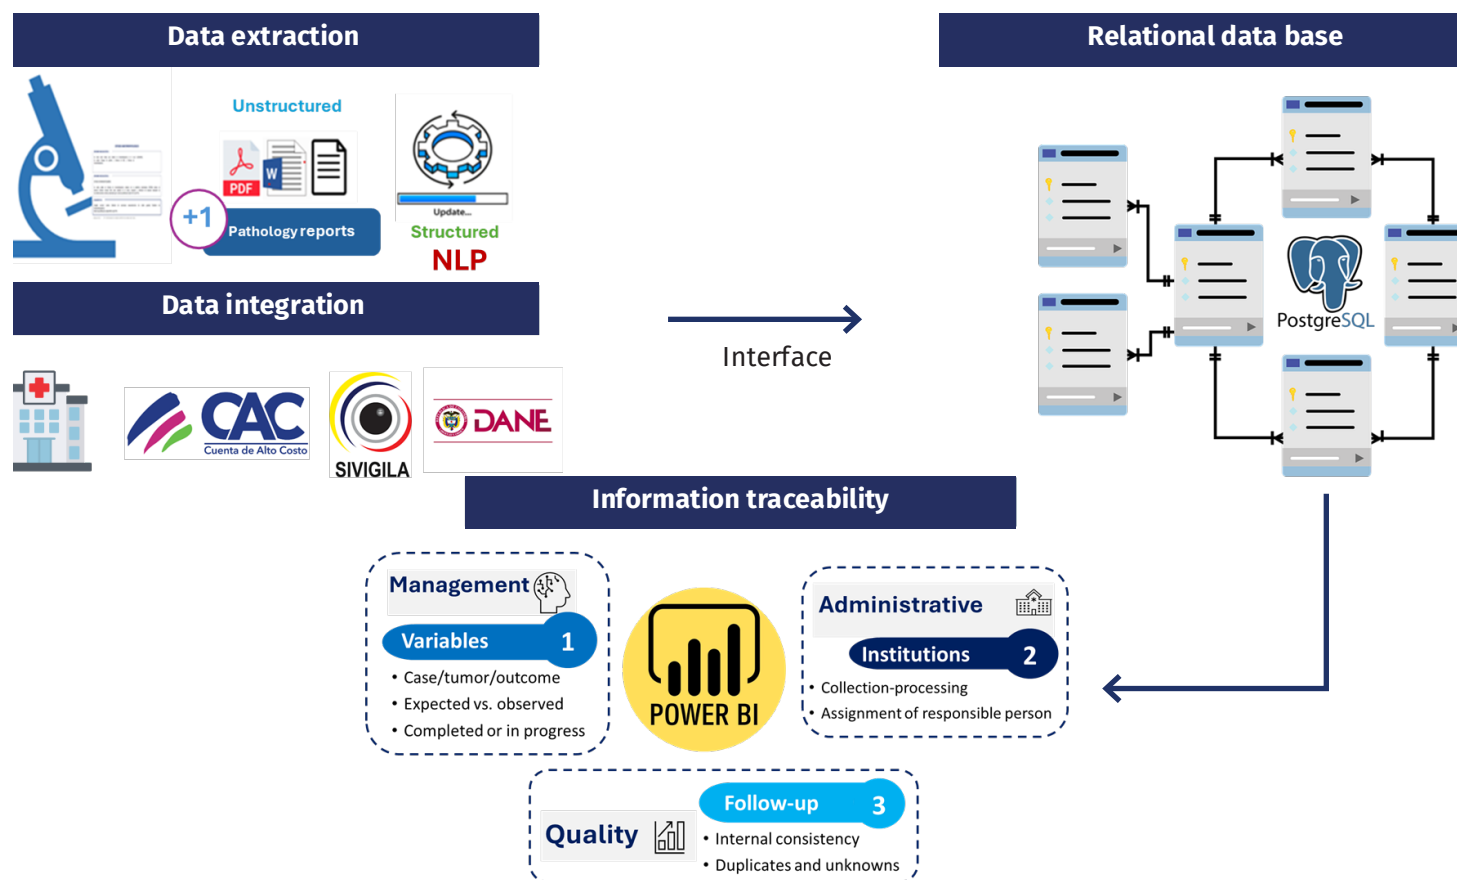 Data extraction
Unstructured
PDF
W
+1
Pathology reports
Update...
Structured
NLP
Data integration
CAC
Cuenta de Alto Costo
SIVIGILA
DANE
Interface
Relational data base
PostgreSQL
Information traceability
Management
Variables 1
• Case/tumor/outcome
• Expected vs. observed
• Completed or in progress
POWER BI
Administrative
Institutions 2
• Collection-processing
• Assignment of responsible person
Quality
Follow-up 3
• Internal consistency
• Duplicates and unknowns